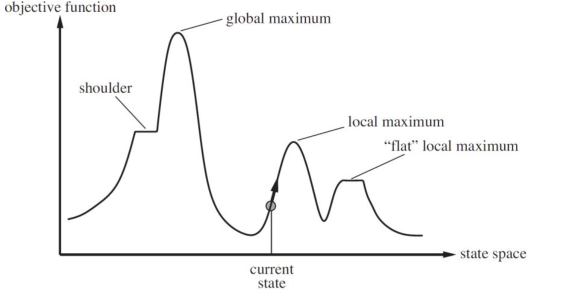 objective function
global maximum
shoulder
local maximum
“flat” local maximum
state space
current
state